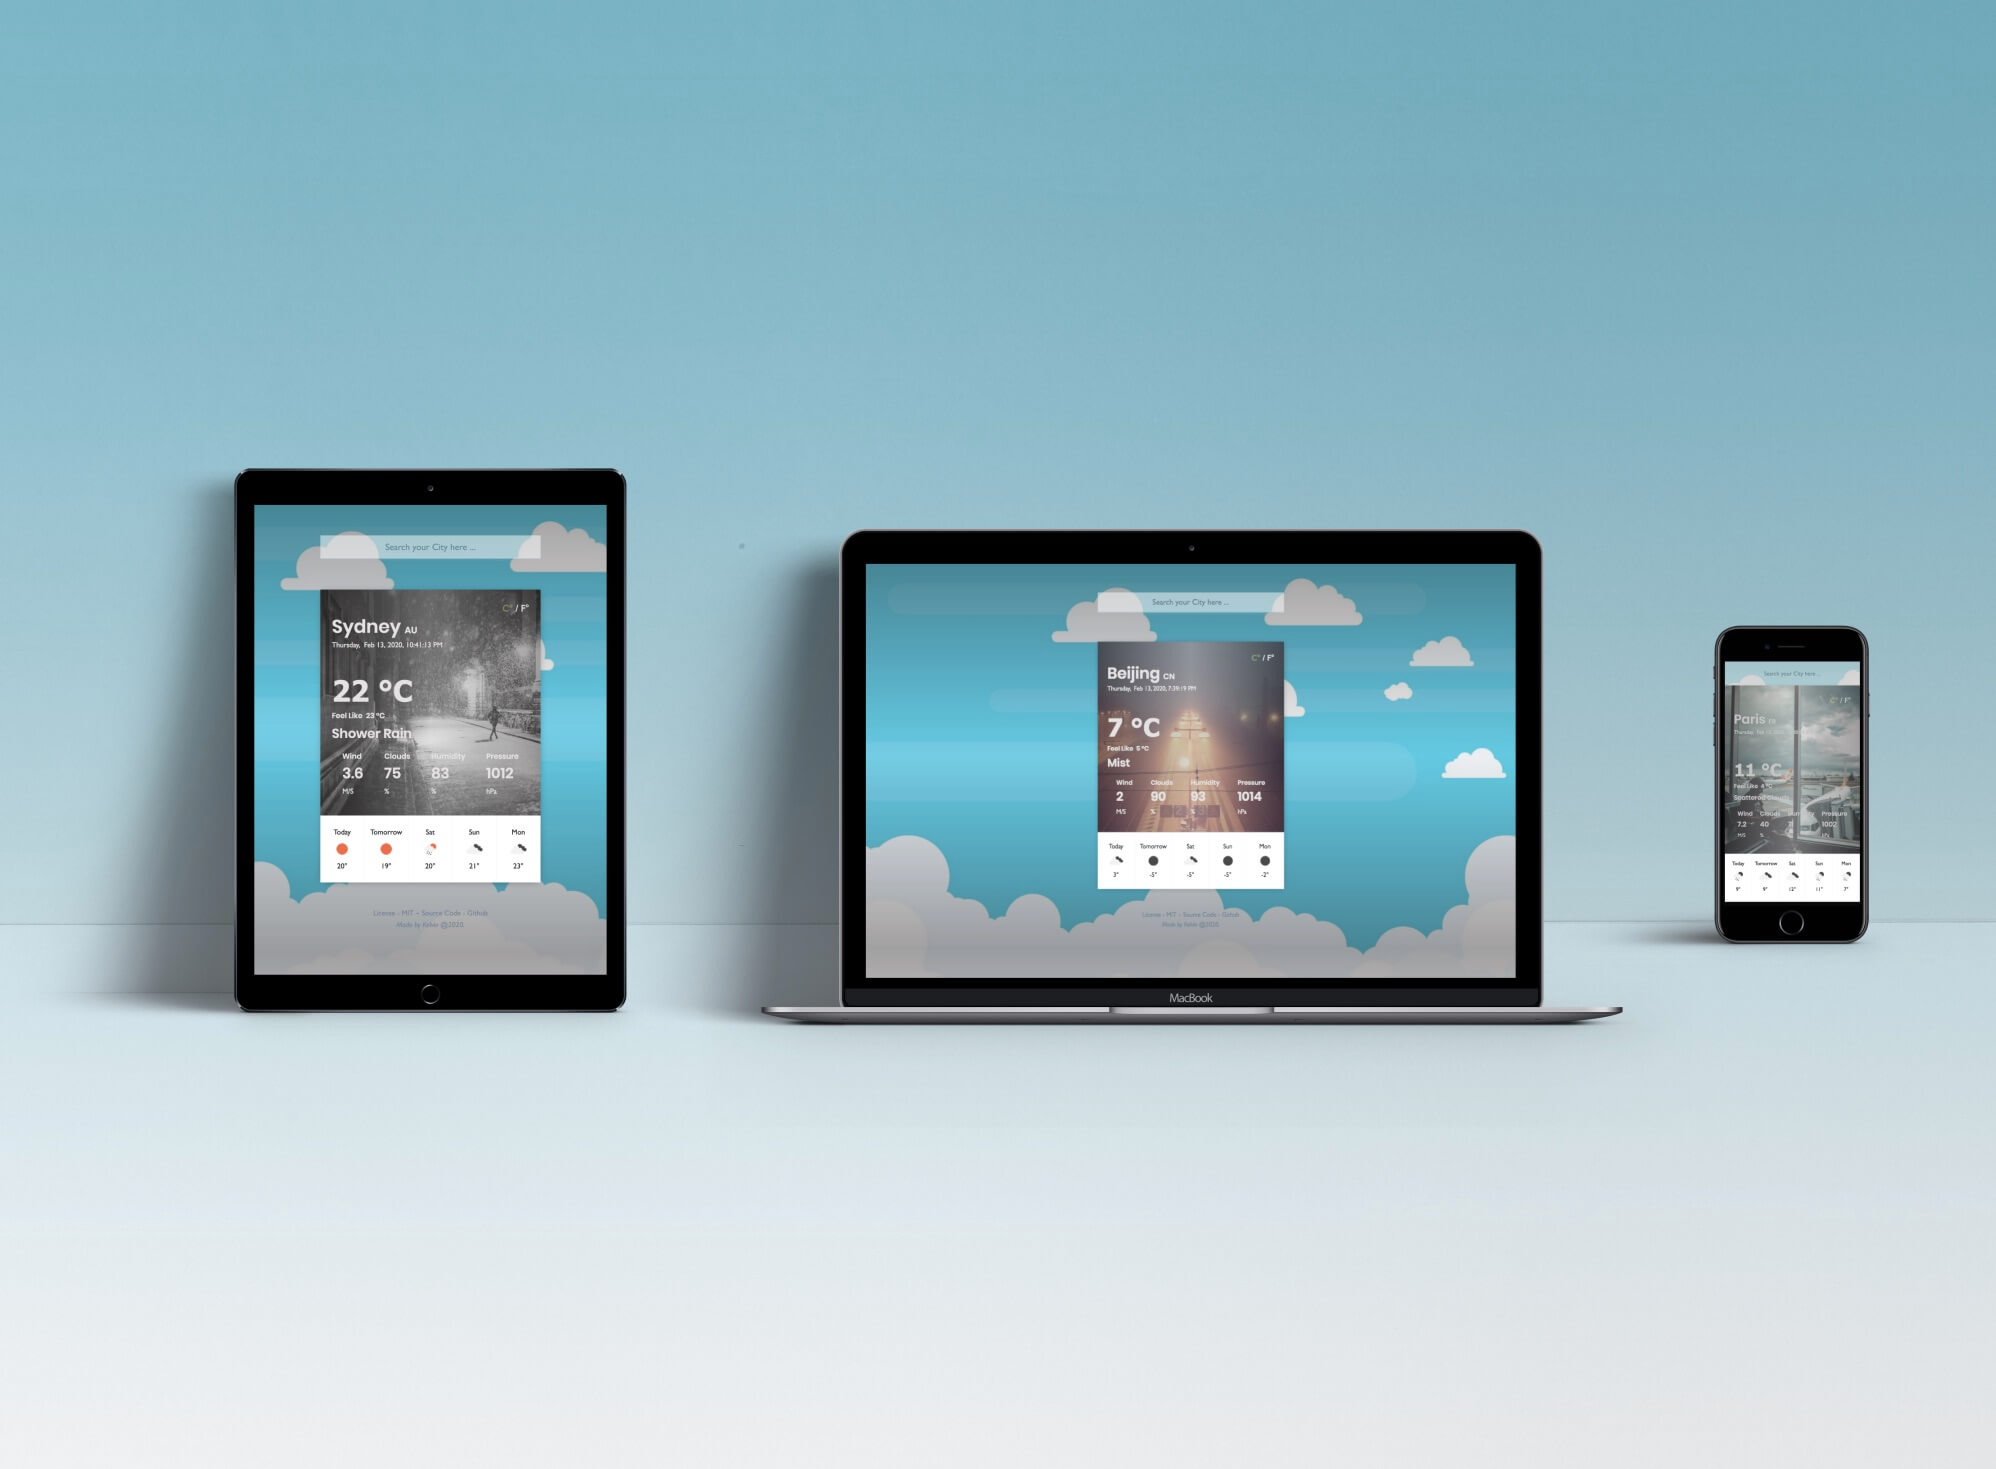 Search your City here ...
C° / F°
Sydney AU
Thursday, Feb 13, 2020, 10:41:13 PM
22 °C
Feel Like 23 °C
Shower Rain
Wind Clouds Humidity Pressure
3.6 75 83 1012
M/S % % hPa
Today Tomorrow Sat Sun Mon
20° 19° 20° 21° 23°
License - MIT - Source Code - Github
Made by Kelvin @2020.
Search your City here ...
C° / F°
Beijing CN
Thursday, Feb 13, 2020, 7:39:19 PM
7 °C
Feel Like 5 °C
Mist
Wind Clouds Humidity Pressure
2 90 93 1014
M/S % % hPa
Today Tomorrow Sat Sun Mon
3° -5° -5° -5° -2°
License - MIT - Source Code - Github
Made by Kelvin @2020.
MacBook
Search your City here ...
C° / F°
Paris FR
Thursday, Feb 13, 2020,
11 °C
Feel Like
Scattered Clouds
Wind Clouds Humidity Pressure
7.2 40 1002
M/S % hPa
Today Tomorrow Sat Sun Mon
9° 9° 12° 11° 7°